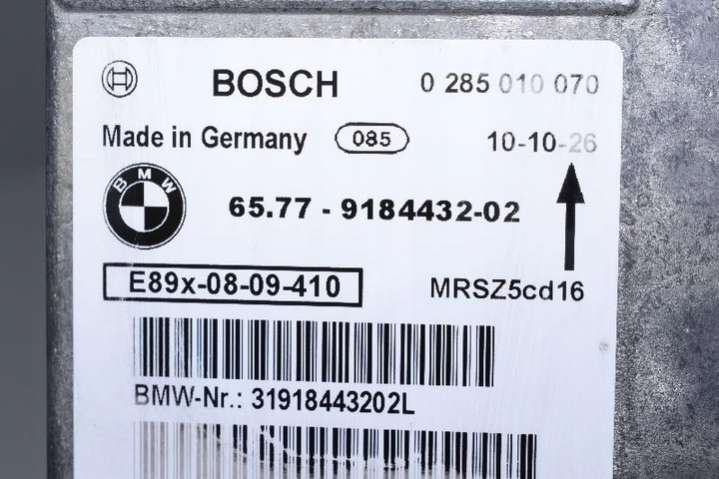 BOSCH 0 285 010 070
Made in Germany 085 10-10-26
BMW
65.77 - 9184432-02
E89x-08-09-410 MRSZ5cd16
BMW-Nr.: 31918443202L